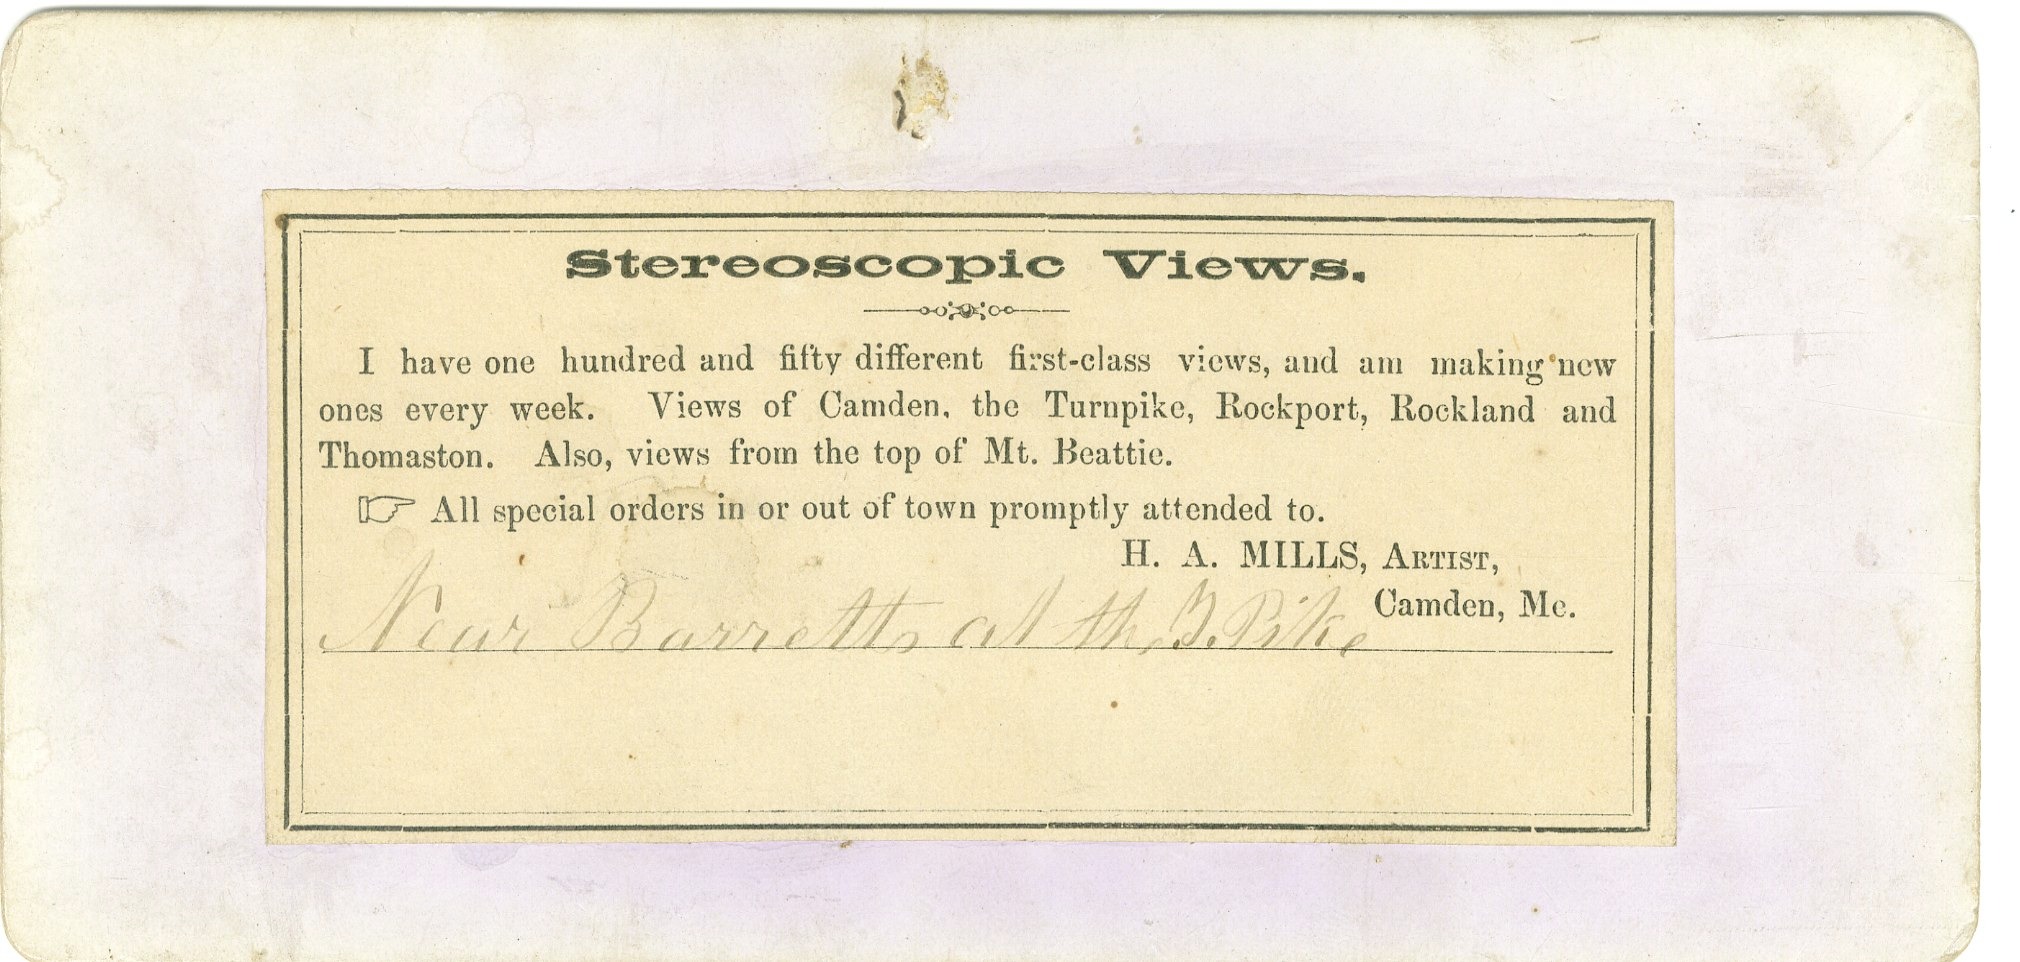 Stereoscopic Views.
I have one hundred and fifty different first-class views, and am making new
ones every week. Views of Camden, the Turnpike, Rockport, Rockland and
Thomaston. Also, views from the top of Mt. Beattie.
☞ All special orders in or out of town promptly attended to.
H. A. MILLS, ARTIST,
Camden, Me.
Near Barretts at the T. Pike